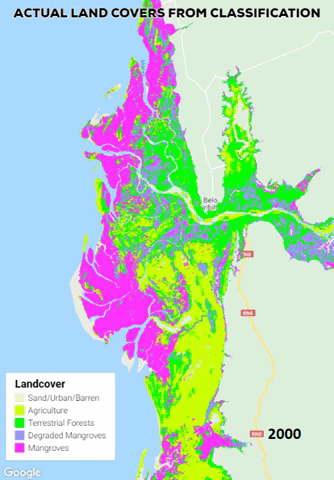 ACTUAL LAND COVERS FROM CLASSIFICATION
Belo
Landcover
Sand/Urban/Barren
Agriculture
Terrestrial Forests
Degraded Mangroves
Mangroves
2000
Google